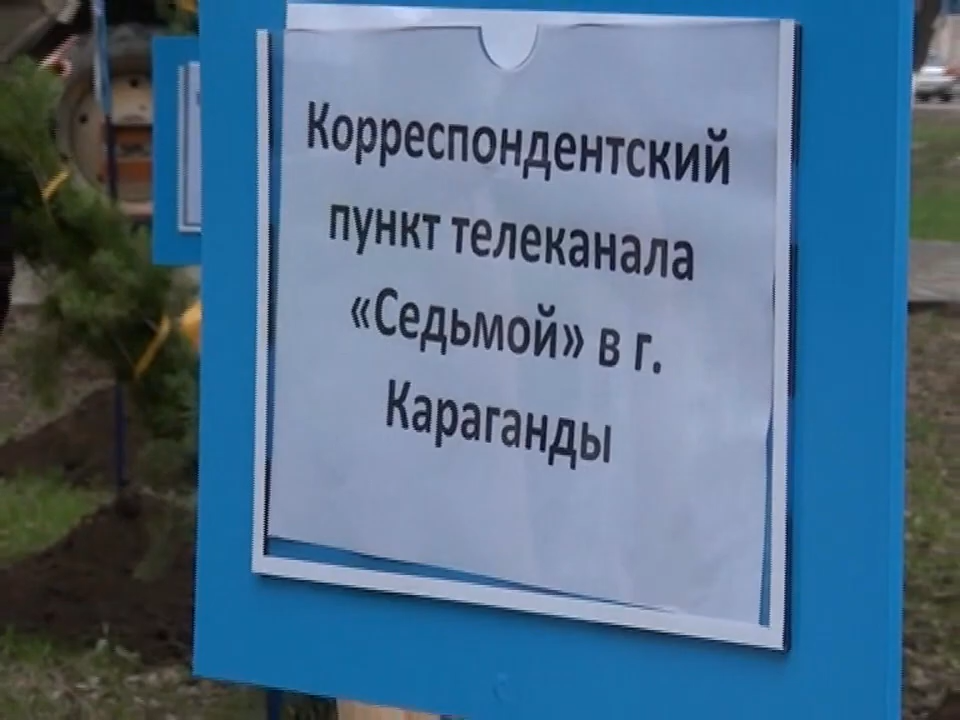 Корреспондентский
пункт телеканала
«Седьмой» в г.
Караганды